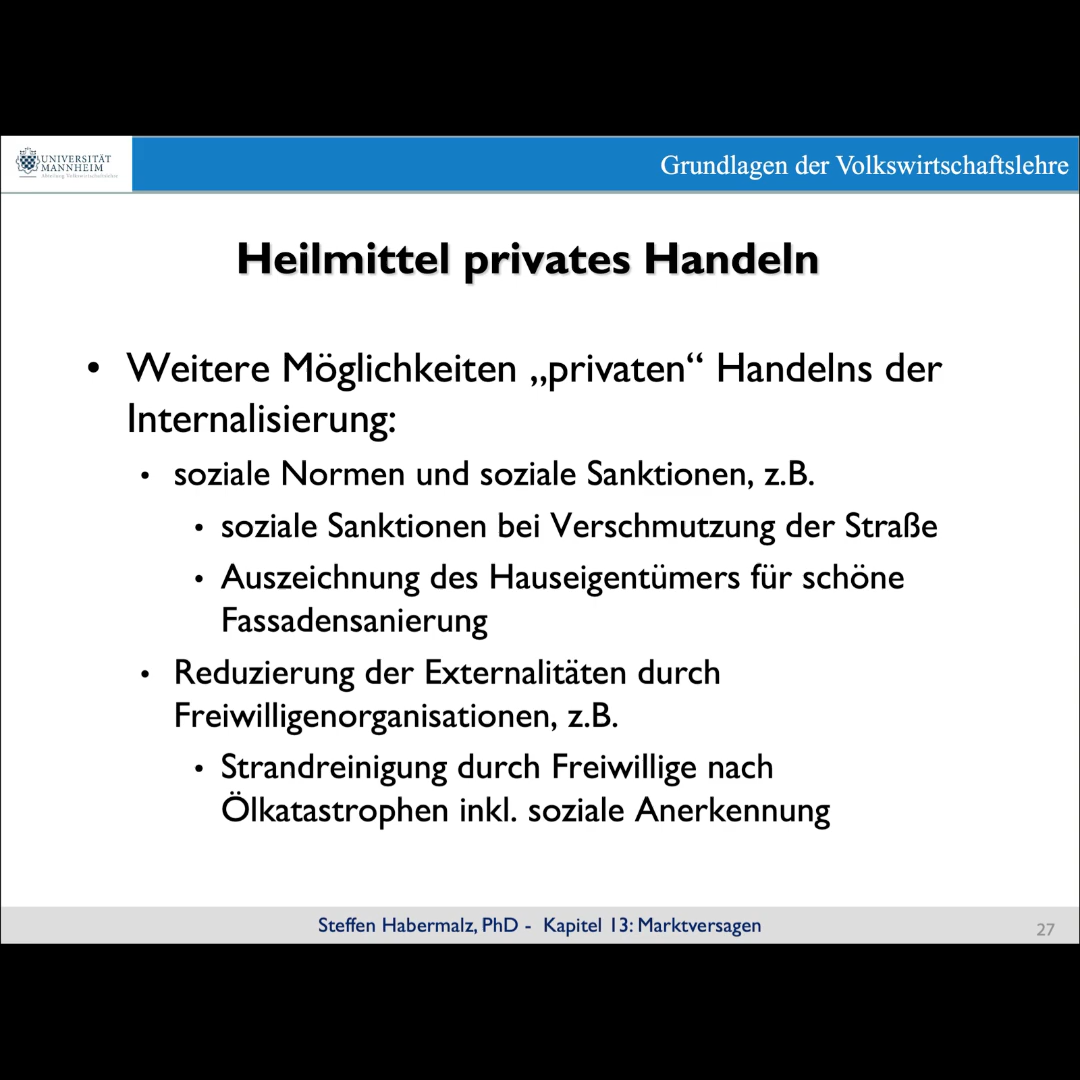 UNIVERSITÄT
MANNHEIM
Grundlagen der Volkswirtschaftslehre
Heilmittel privates Handeln
• Weitere Möglichkeiten „privaten“ Handelns der
Internalisierung:
• soziale Normen und soziale Sanktionen, z.B.
• soziale Sanktionen bei Verschmutzung der Straße
• Auszeichnung des Hauseigentümers für schöne
Fassadensanierung
• Reduzierung der Externalitäten durch
Freiwilligenorganisationen, z.B.
• Strandreinigung durch Freiwillige nach
Ölkatastrophen inkl. soziale Anerkennung
Steffen Habermalz, PhD - Kapitel 13: Marktversagen
27